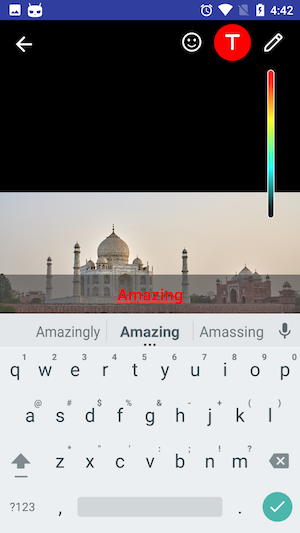 4:42
T
Amazing
Amazingly Amazing Amassing
1 2 3 4 5 6 7 8 9 0
q w e r t y u i o p
@ # $ % & - + ( )
a s d f g h j k l
* " ' : ; ! ?
z x c v b n m
?123 , .